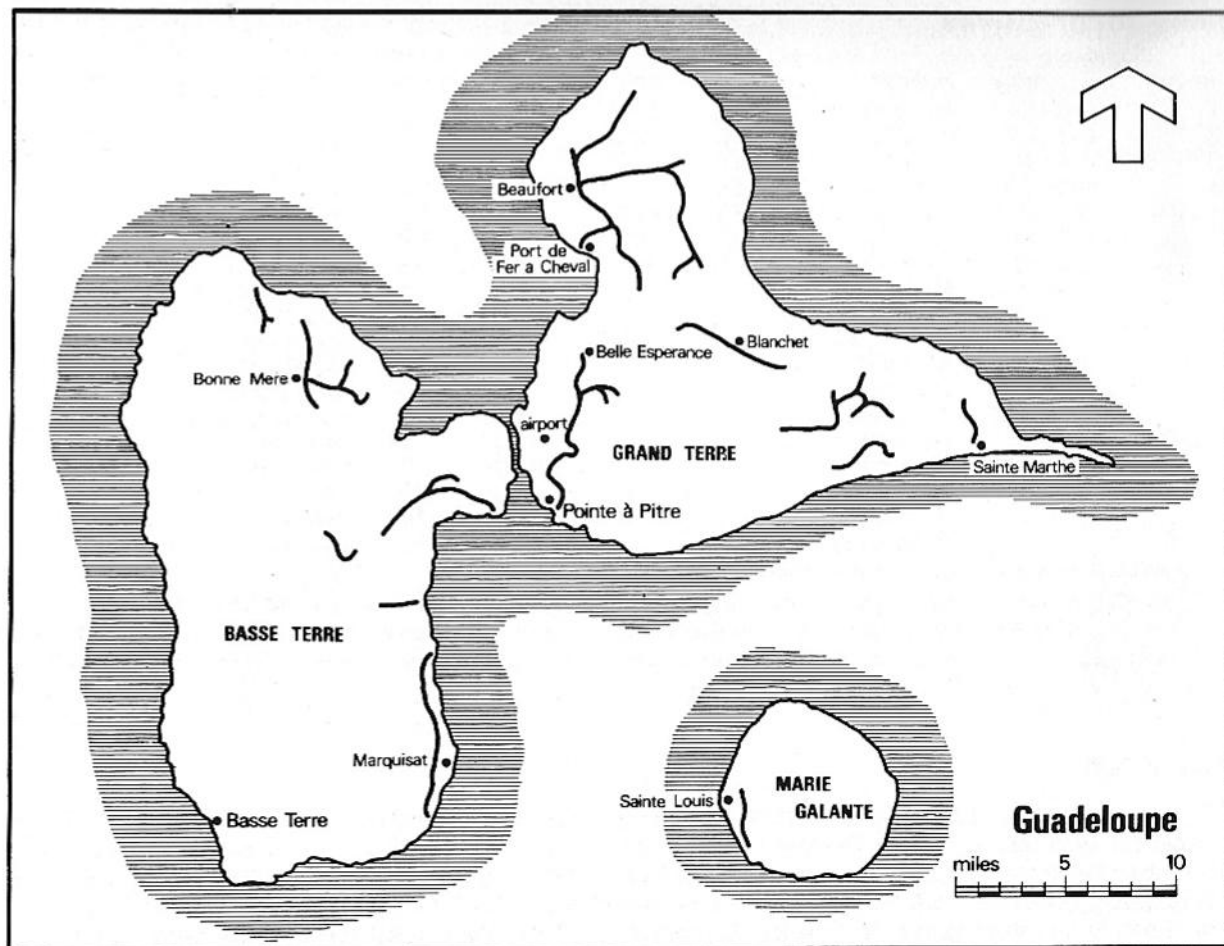 Beaufort
Port de
Fer a Cheval
Belle Esperance
Blanchet
Bonne Mere
airport
GRAND TERRE
Sainte Marthe
Pointe à Pitre
BASSE TERRE
Marquisat
Basse Terre
Sainte Louis
MARIE
GALANTE
Guadeloupe
miles 5 10